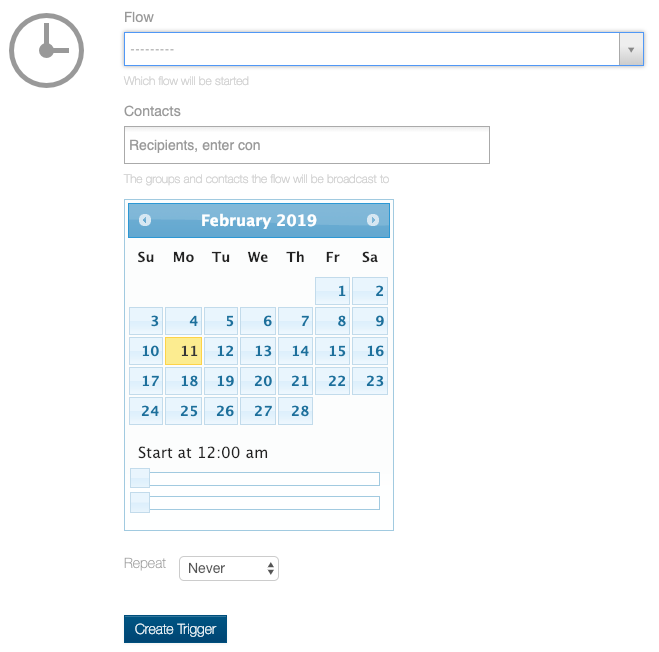 Flow
---------
Which flow will be started
Contacts
Recipients, enter con
The groups and contacts the flow will be broadcast to
February 2019
Su Mo Tu We Th Fr Sa
1 2
3 4 5 6 7 8 9
10 11 12 13 14 15 16
17 18 19 20 21 22 23
24 25 26 27 28
Start at 12:00 am
Repeat Never
Create Trigger